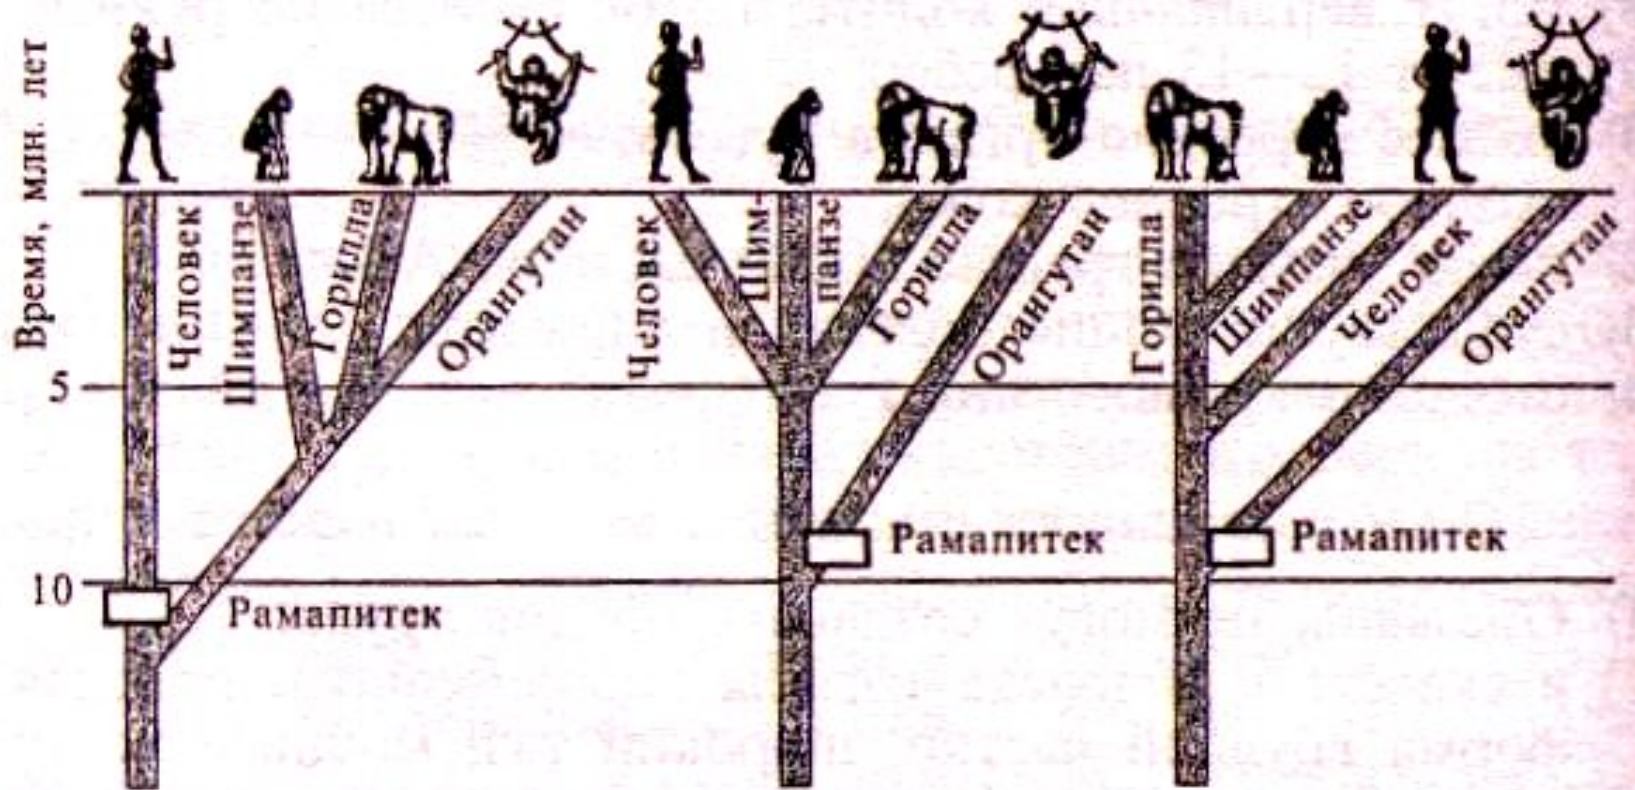 Время, млн. лет
5
10
Человек
Шимпанзе
Горилла
Орангутан
Рамапитек
Человек
Шим-
панзе
Горилла
Орангутан
Рамапитек
Горилла
Шимпанзе
Человек
Орангутан
Рамапитек